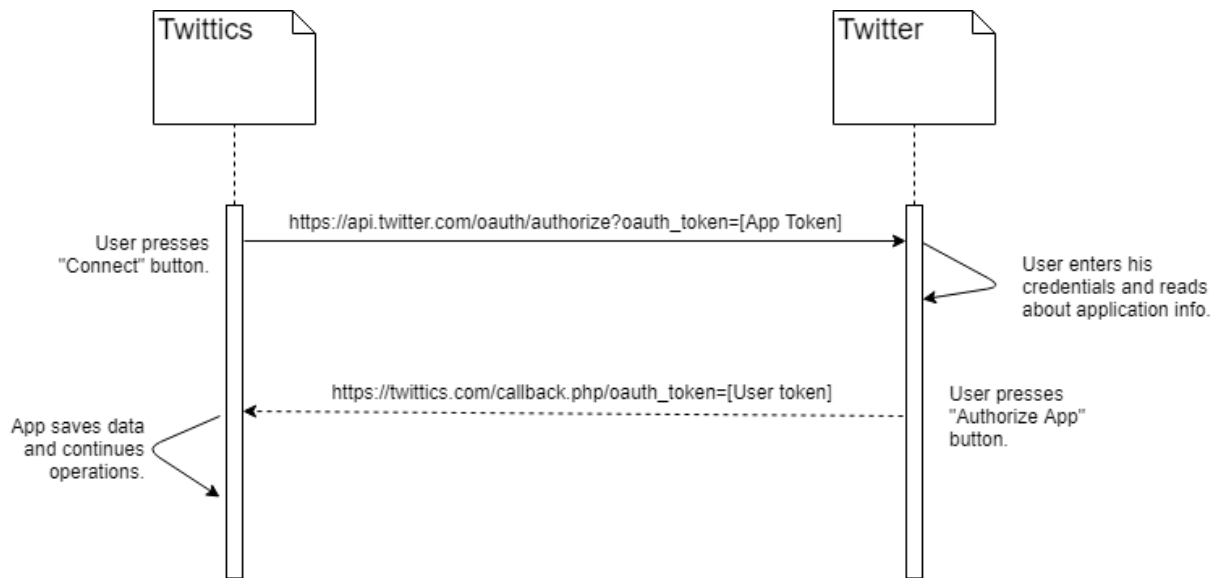 Twittics
Twitter
https://api.twitter.com/oauth/authorize?oauth_token=[App Token]
User presses
"Connect" button.
User enters his
credentials and reads
about application info.
https://twittics.com/callback.php/oauth_token=[User token]
User presses
"Authorize App"
button.
App saves data
and continues
operations.